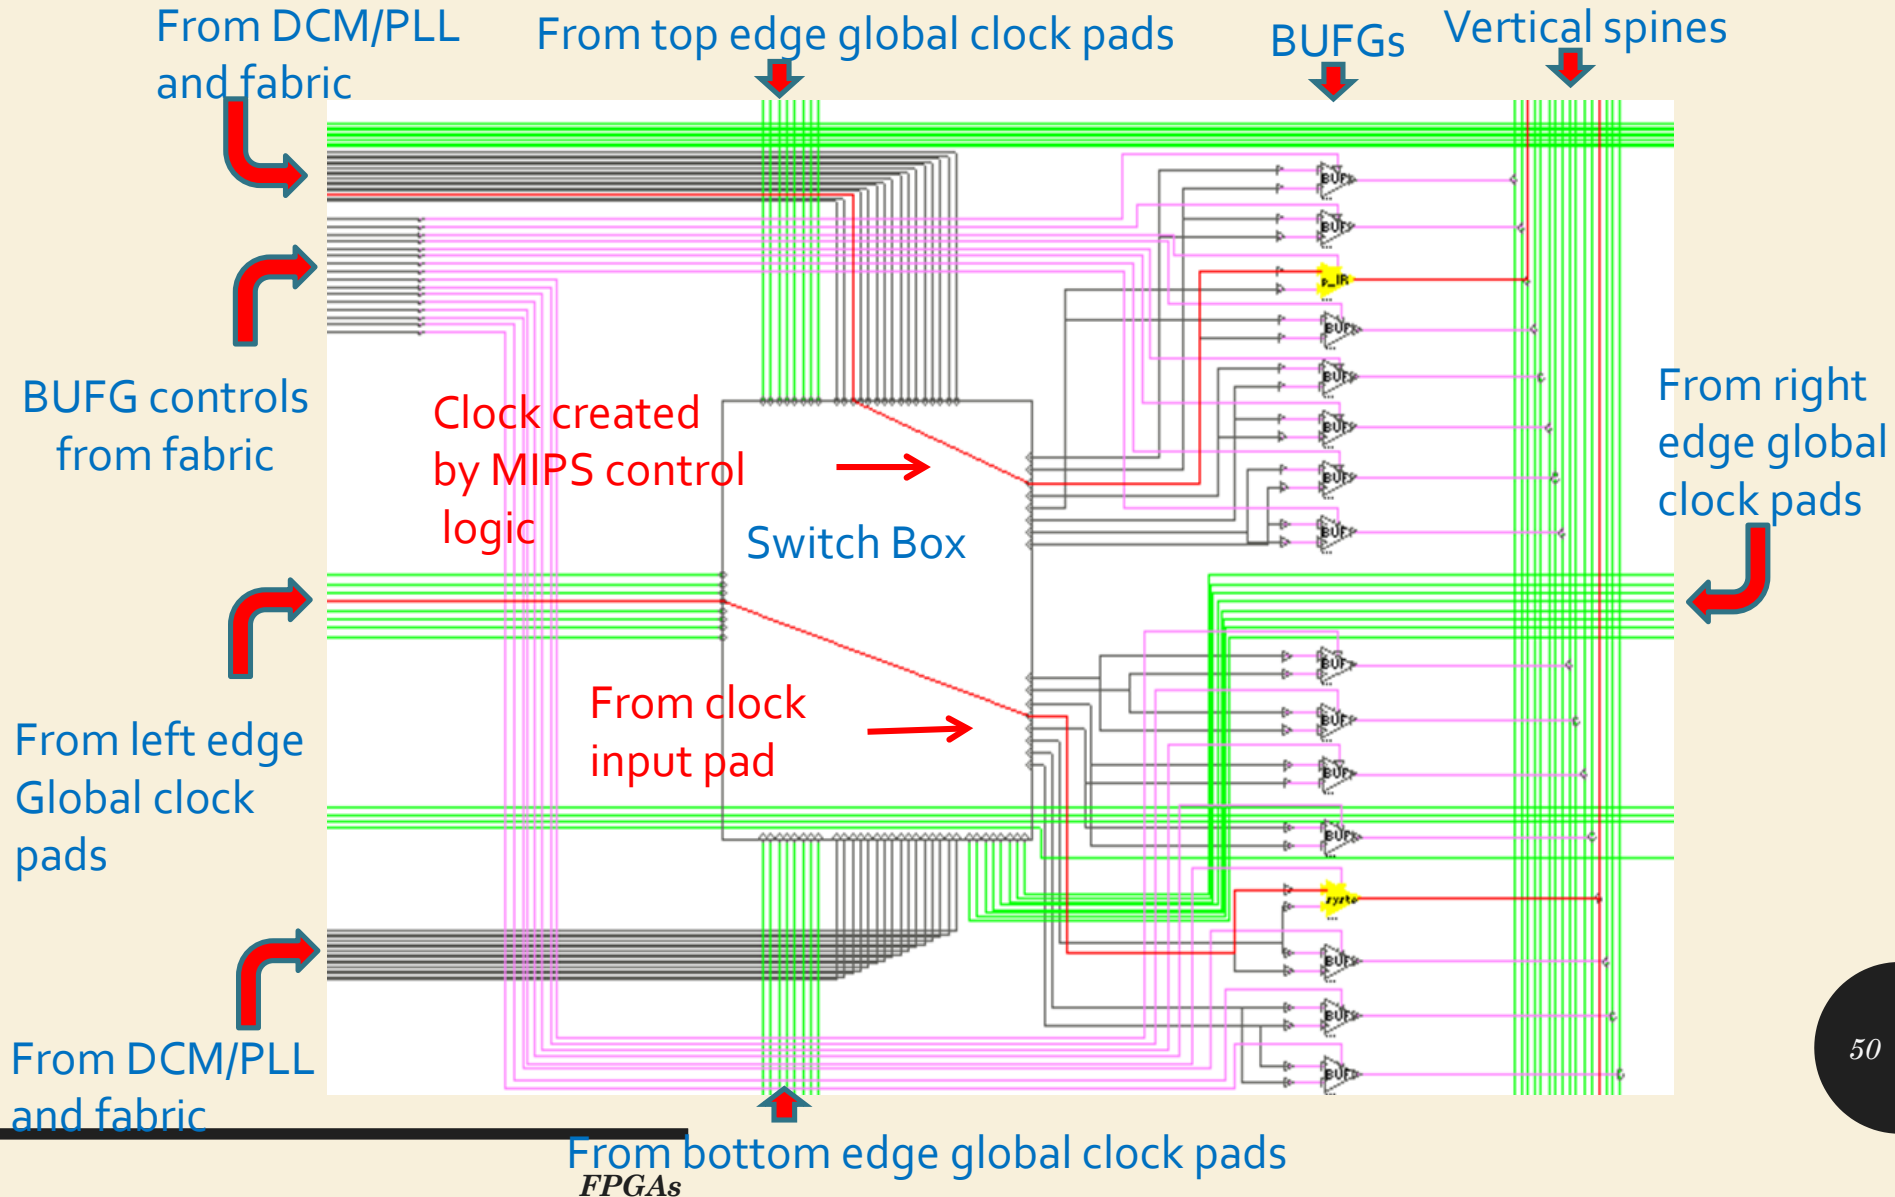 From DCM/PLL
and fabric
From top edge global clock pads
BUFGs
Vertical spines
BUFG controls
from fabric
Clock created
by MIPS control
logic
Switch Box
From right
edge global
clock pads
From clock
input pad
From left edge
Global clock
pads
From DCM/PLL
and fabric
From bottom edge global clock pads
FPGAs
50